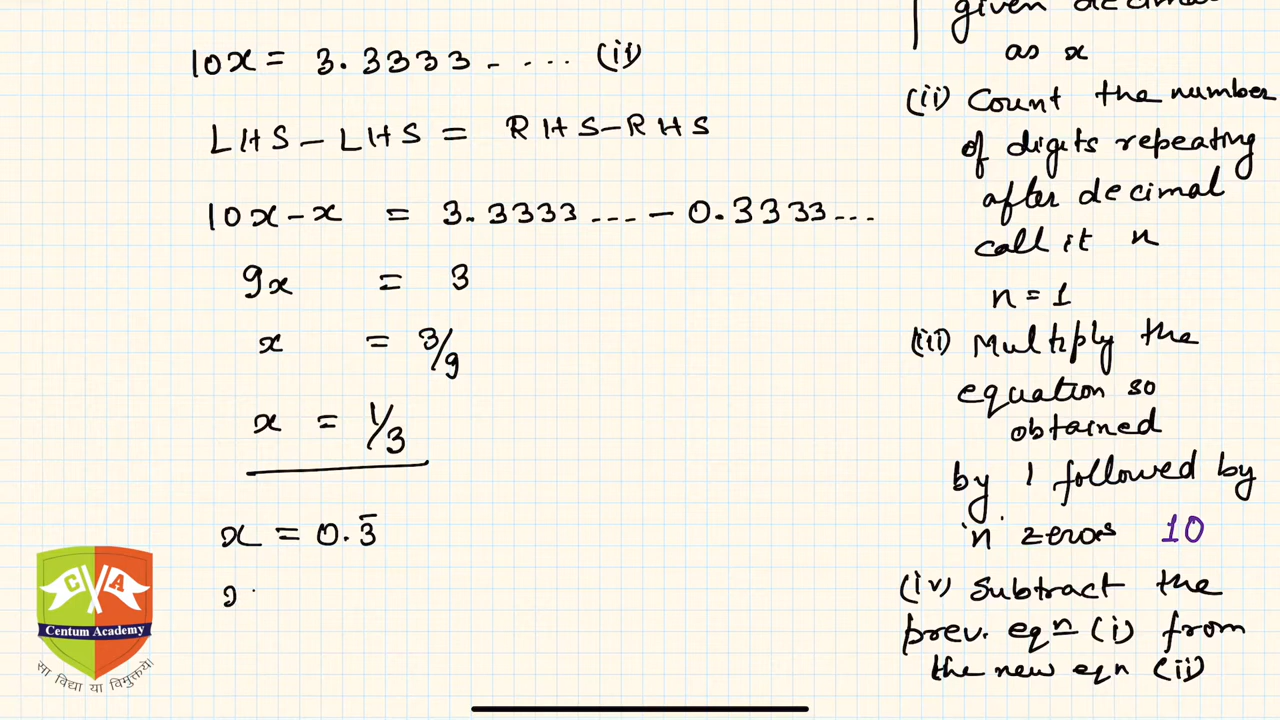 10x = 3.3333. .... (ii)
LHS - LHS = RHS-RHS
10x-x = 3.3333.... - 0.3333...
9x = 3
x = 3/9
x = 1/3
x = 0.3̄
C A
Centum Academy
सा विद्या या विमुक्तये।
given decimal
as x
(ii) Count the number
of digits repeating
after decimal
call it n
n = 1
(iii) Multiply the
equation so
obtained
by 1 followed by
'n' zeros 10
(iv) Subtract the
prev. eqn (i) from
the new eqn (ii)